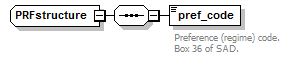 PRFstructure
pref_code
Preference (regime) code.
Box 36 of SAD.